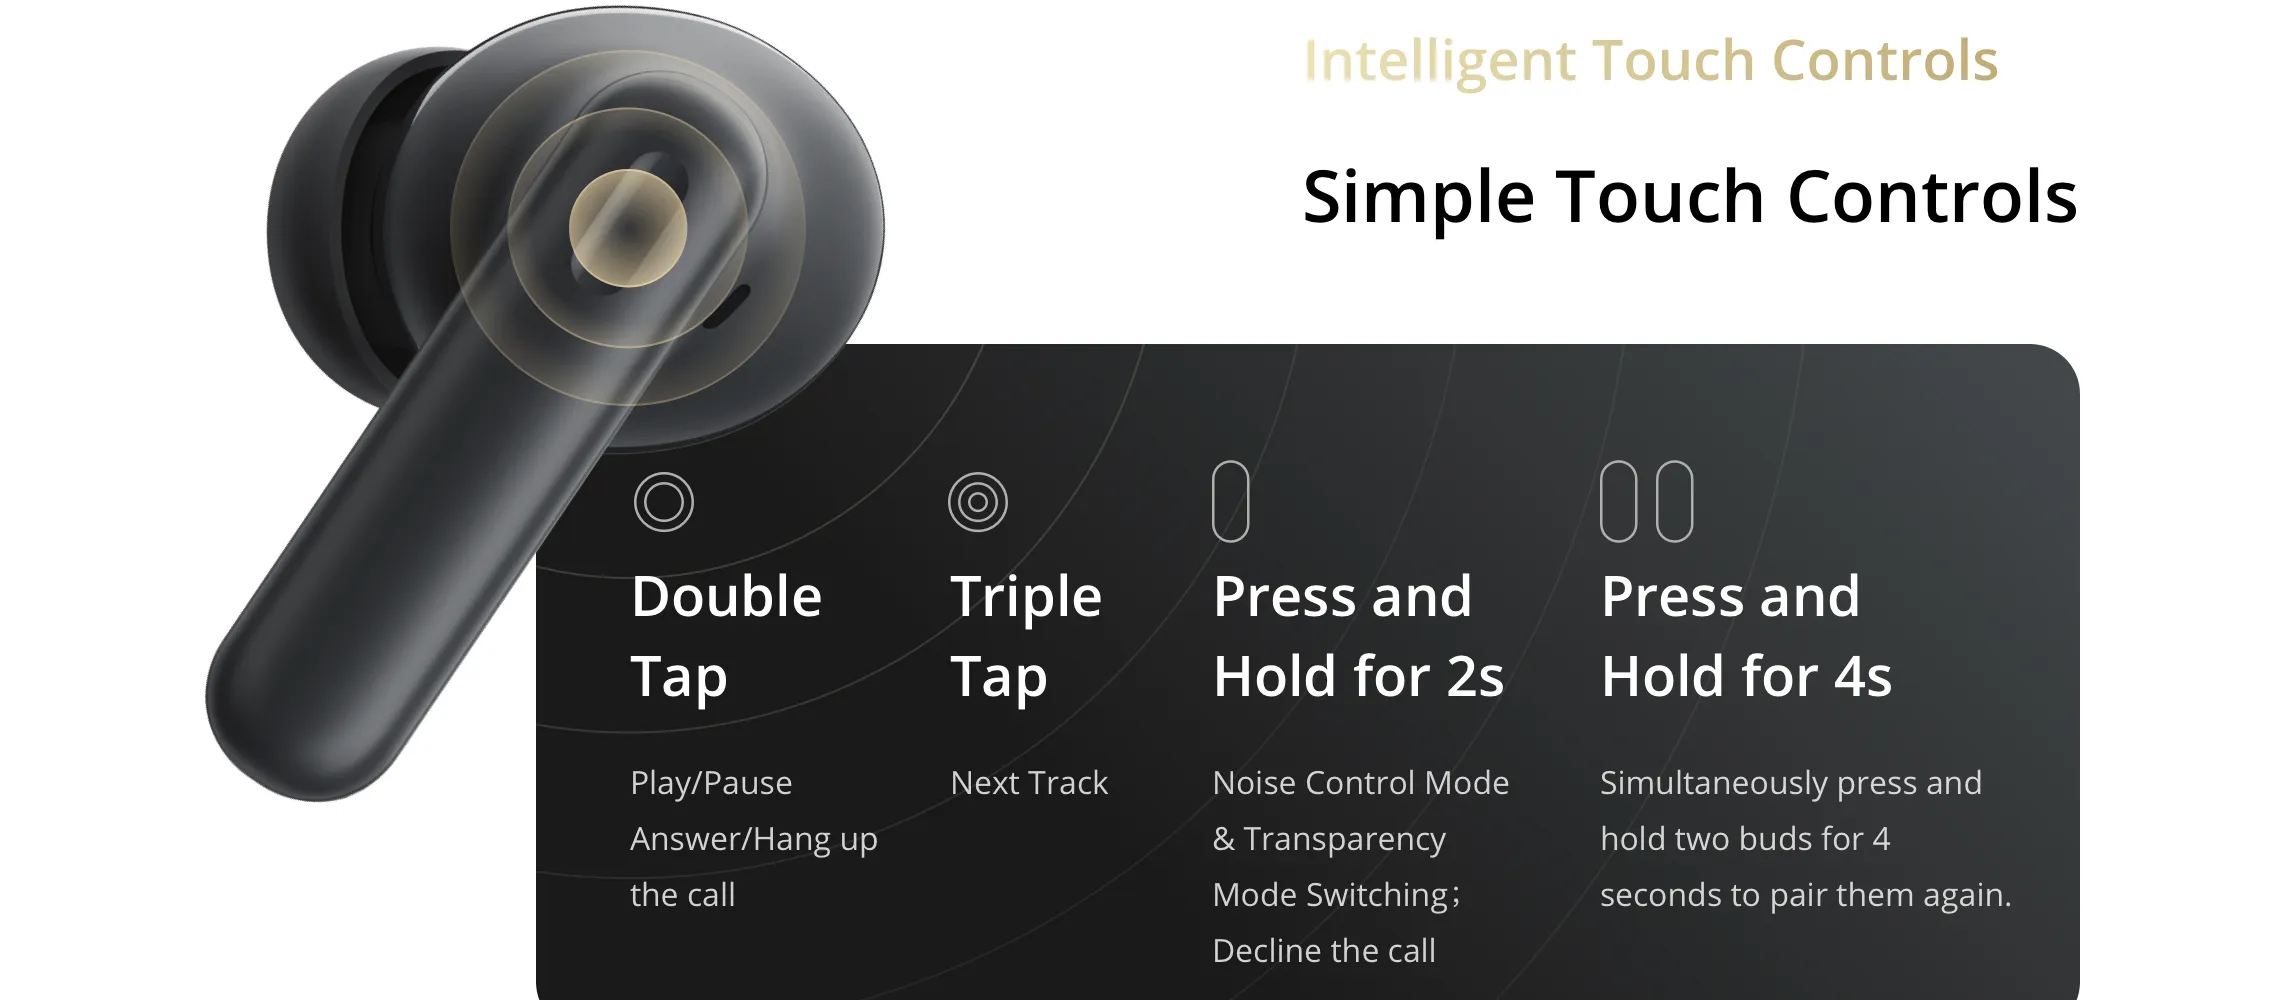 Intelligent Touch Controls
Simple Touch Controls
Double
Tap
Play/Pause
Answer/Hang up
the call
Triple
Tap
Next Track
Press and
Hold for 2s
Noise Control Mode
& Transparency
Mode Switching；
Decline the call
Press and
Hold for 4s
Simultaneously press and
hold two buds for 4
seconds to pair them again.